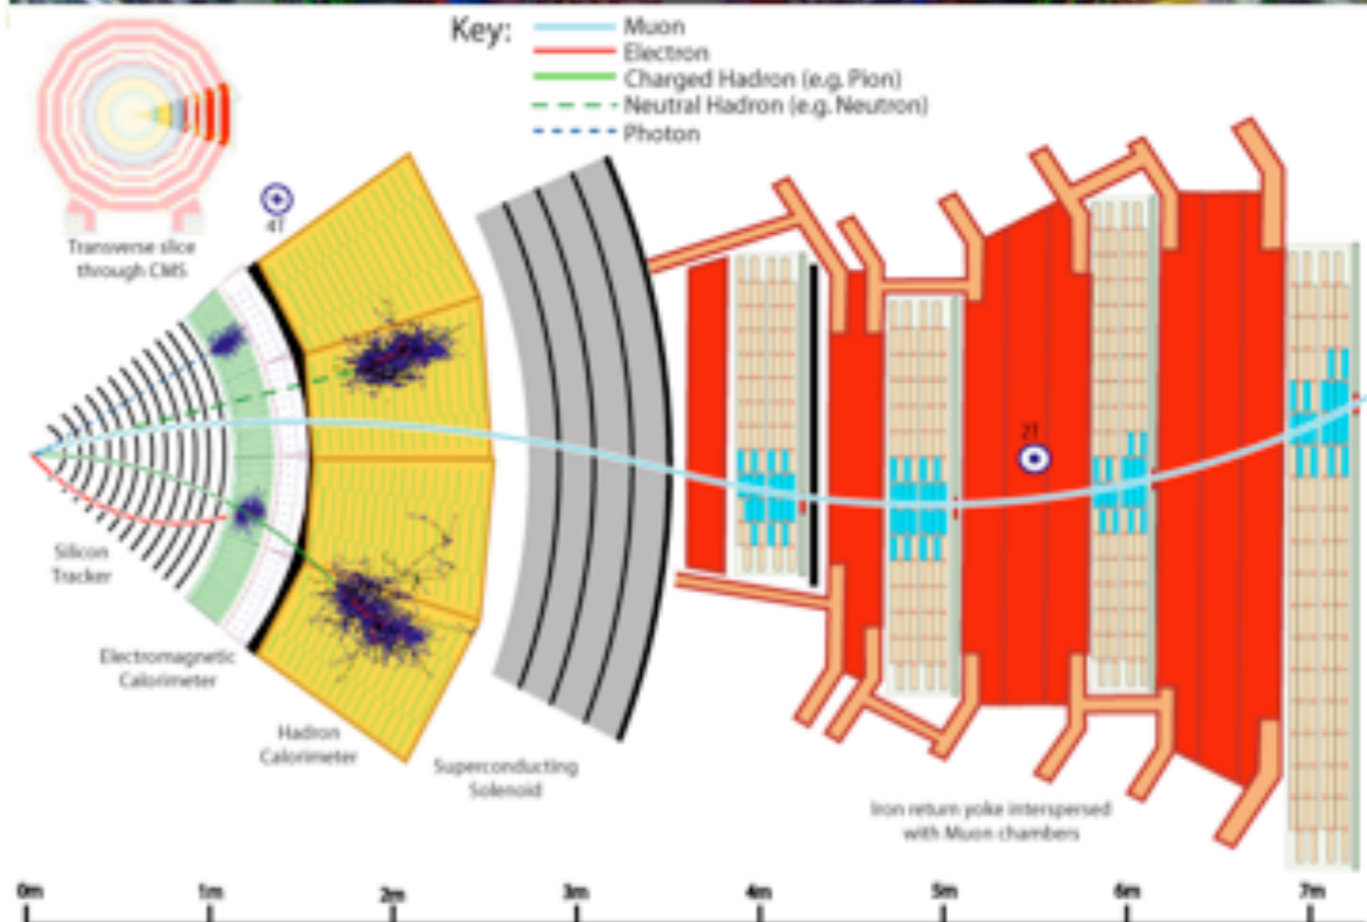 Key:
Muon
Electron
Charged Hadron (e.g. Pion)
Neutral Hadron (e.g. Neutron)
Photon
Transverse slice
through CMS
4T
2T
Silicon
Tracker
Electromagnetic
Calorimeter
Hadron
Calorimeter
Superconducting
Solenoid
Iron return yoke interspersed
with Muon chambers
0m 1m 2m 3m 4m 5m 6m 7m